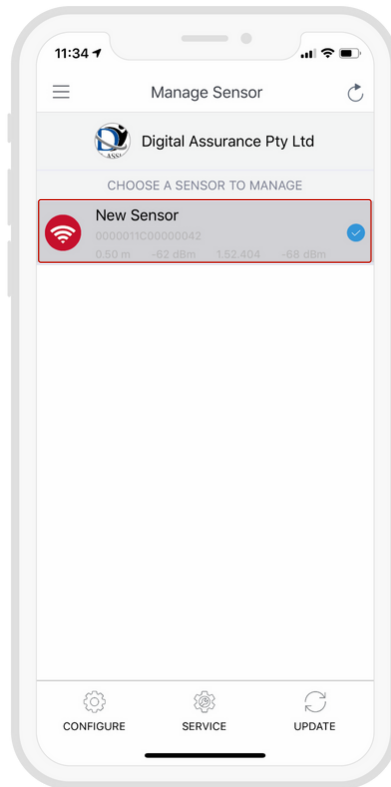 11:34
Manage Sensor
Digital Assurance Pty Ltd
CHOOSE A SENSOR TO MANAGE
New Sensor
0000011C00000042
0.50 m -62 dBm 1.52.404 -68 dBm
CONFIGURE SERVICE UPDATE